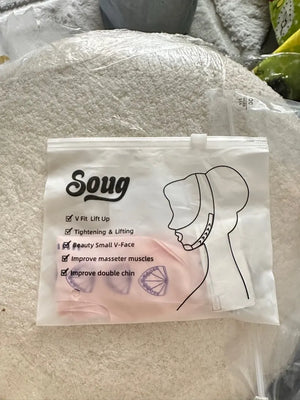 Soug
V Fit Lift Up
Tightening & Lifting
Beauty Small V-Face
Improve masseter muscles
Improve double chin